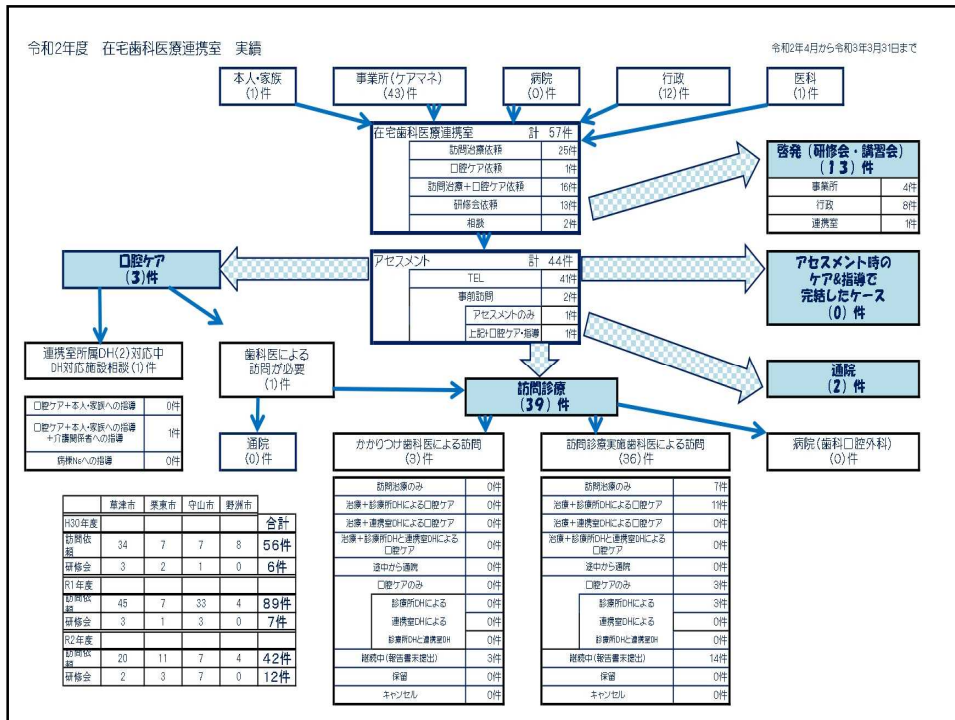 令和2年度 在宅歯科医療連携室 実績
令和2年4月から令和3年3月31日まで
本人・家族
(1)件
事業所(ケアマネ)
(43)件
病院
(0)件
行政
(12)件
医科
(1)件
在宅歯科医療連携室 計 57件
訪問治療依頼 25件
口腔ケア依頼 1件
訪問治療+口腔ケア依頼 16件
研修会依頼 13件
相談 2件
啓発(研修会・講習会)
(13)件
事業所 4件
行政 8件
連携室 1件
アセスメント 計 44件
TEL 41件
事前訪問 2件
アセスメントのみ 1件
上記+口腔ケア・指導 1件
口腔ケア
(3)件
アセスメント時の
ケア&指導で
完結したケース
(0)件
連携室所属DH(2)対応中
DH対応施設相談(1)件
歯科医による
訪問が必要
(1)件
訪問診療
(39)件
通院
(2)件
口腔ケア+本人・家族への指導 0件
口腔ケア+本人・家族への指導
+介護関係者への指導 1件
病棟Nsへの指導 0件
通院
(0)件
かかりつけ歯科医による訪問
(3)件
訪問診療実施歯科医による訪問
(36)件
病院(歯科口腔外科)
(0)件
訪問治療のみ 0件
治療+診療所DHによる口腔ケア 0件
治療+連携室DHによる口腔ケア 0件
治療+診療所DHと連携室DHによる
口腔ケア 0件
途中から通院 0件
口腔ケアのみ 0件
診療所DHによる 0件
連携室DHによる 0件
診療所DHと連携室DH 0件
継続中(報告書未提出) 3件
保留 0件
キャンセル 0件
訪問治療のみ 7件
治療+診療所DHによる口腔ケア 11件
治療+連携室DHによる口腔ケア 0件
治療+診療所DHと連携室DHによる
口腔ケア 0件
途中から通院 0件
口腔ケアのみ 3件
診療所DHによる 3件
連携室DHによる 0件
診療所DHと連携室DH 0件
継続中(報告書未提出) 14件
保留 0件
キャンセル 0件
草津市 栗東市 守山市 野洲市
H30年度 合計
訪問依頼 34 7 7 8 56件
研修会 3 2 1 0 6件
R1年度
訪問依頼 45 7 33 4 89件
研修会 3 1 3 0 7件
R2年度
訪問依頼 20 11 7 4 42件
研修会 2 3 7 0 12件